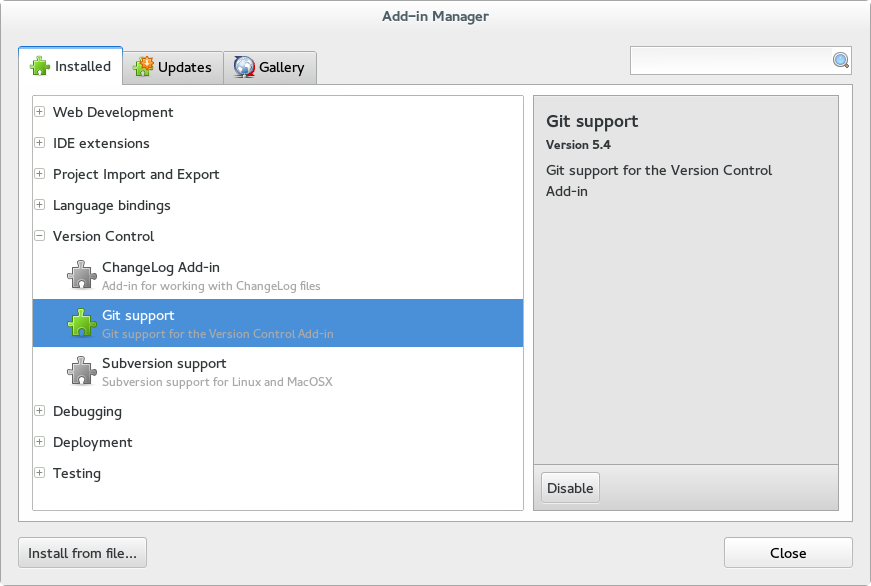 Add-in Manager
Installed
Updates
Gallery
Web Development
IDE extensions
Project Import and Export
Language bindings
Version Control
ChangeLog Add-in
Add-in for working with ChangeLog files
Git support
Git support for the Version Control Add-in
Subversion support
Subversion support for Linux and MacOSX
Debugging
Deployment
Testing
Git support
Version 5.4
Git support for the Version Control
Add-in
Disable
Install from file...
Close